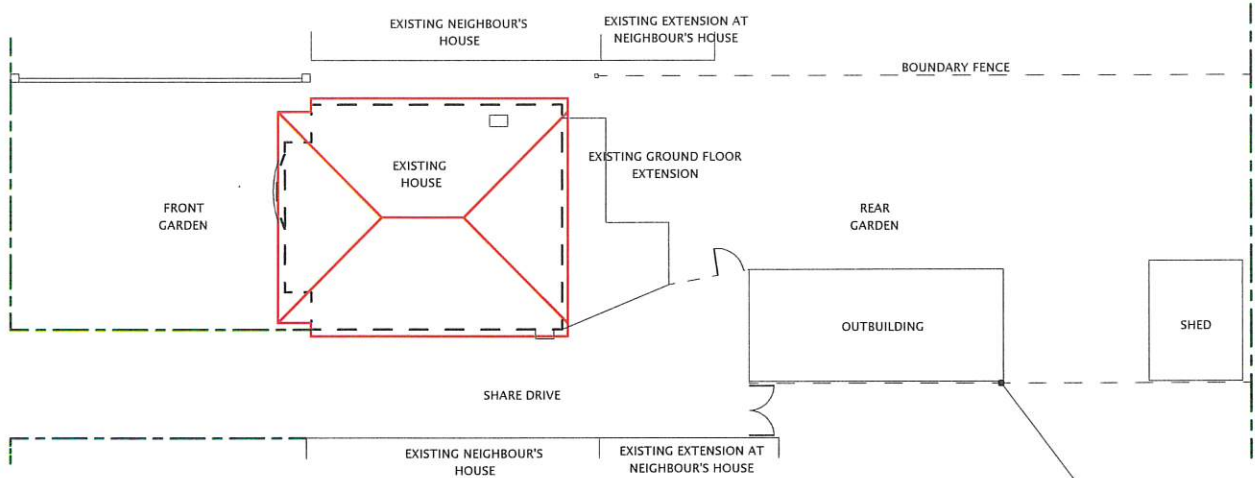 EXISTING NEIGHBOUR'S
HOUSE
EXISTING EXTENSION AT
NEIGHBOUR'S HOUSE
BOUNDARY FENCE
EXISTING
HOUSE
EXISTING GROUND FLOOR
EXTENSION
FRONT
GARDEN
REAR
GARDEN
OUTBUILDING
SHED
SHARE DRIVE
EXISTING NEIGHBOUR'S
HOUSE
EXISTING EXTENSION AT
NEIGHBOUR'S HOUSE